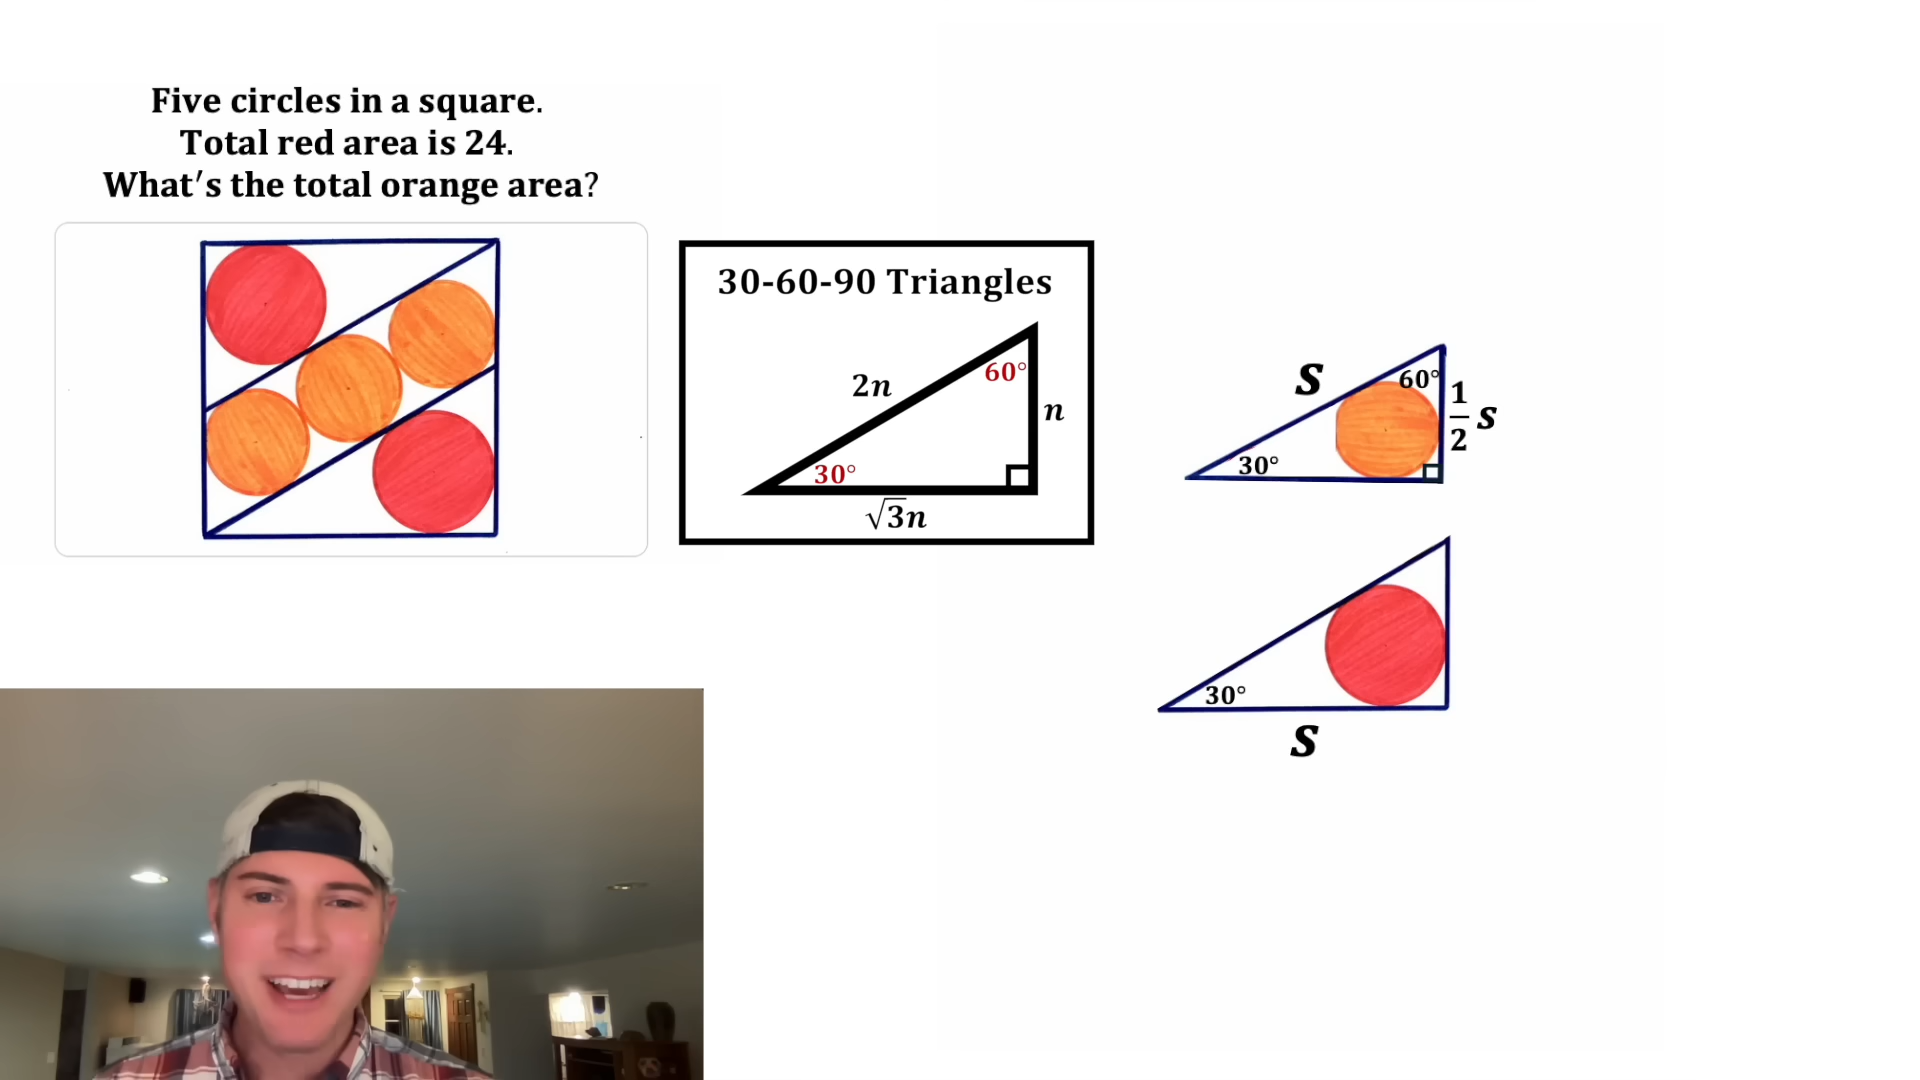 Five circles in a square.
Total red area is 24.
What's the total orange area?
30-60-90 Triangles
2n
60°
n
30°
√3n
s
60°
1/2 s
30°
30°
s